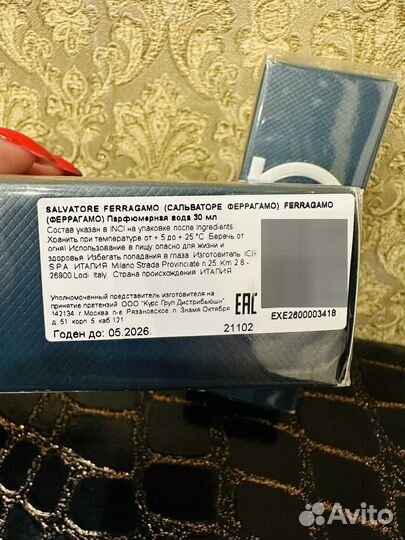 SALVATORE FERRAGAMO (САЛЬВАТОРЕ ФЕРРАГАМО) FERRAGAMO
(ФЕРРАГАМО) Парфюмерная вода 30 мл
Состав указан в INCI на упаковке после Ingredients.
Хранить при температуре от + 5 до + 25 °C Беречь от
огня! Использование в пищу опасно для жизни и
здоровья. Избегать попадания в глаза. Изготовитель: ICR
S.P.A. ИТАЛИЯ Milano Strada Provinciate n.25, Km 2.8 -
26900 Lodi, Italy. Страна происхождения: ИТАЛИЯ
Уполномоченный представитель изготовителя на
принятие претензий: ООО "Курс Груп Дистрибьюшн"
142134 г Москва п-е. Рязановское п Знамя Октября
д. 51 корп. 5 каб 121
Годен до: 05.2026.
EAC
21102
EXE2600003418
Avito